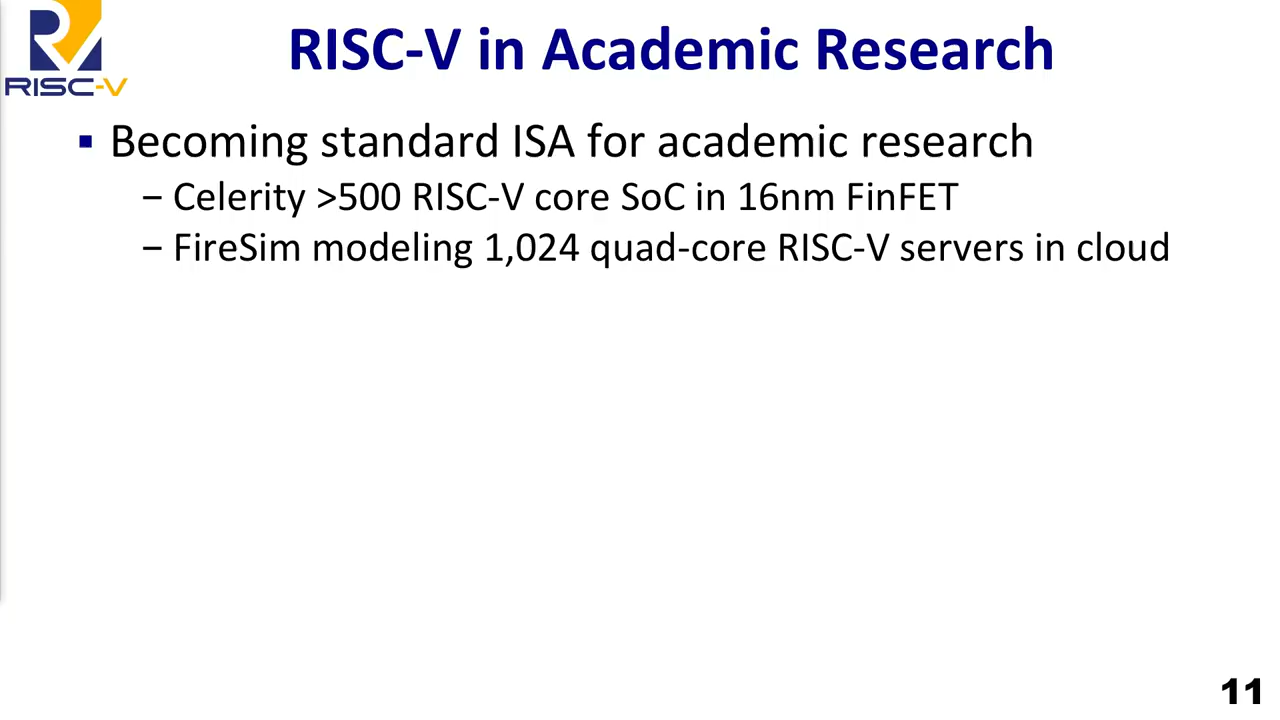 RISC-V
RISC-V in Academic Research
▪ Becoming standard ISA for academic research
– Celerity >500 RISC-V core SoC in 16nm FinFET
– FireSim modeling 1,024 quad-core RISC-V servers in cloud
11